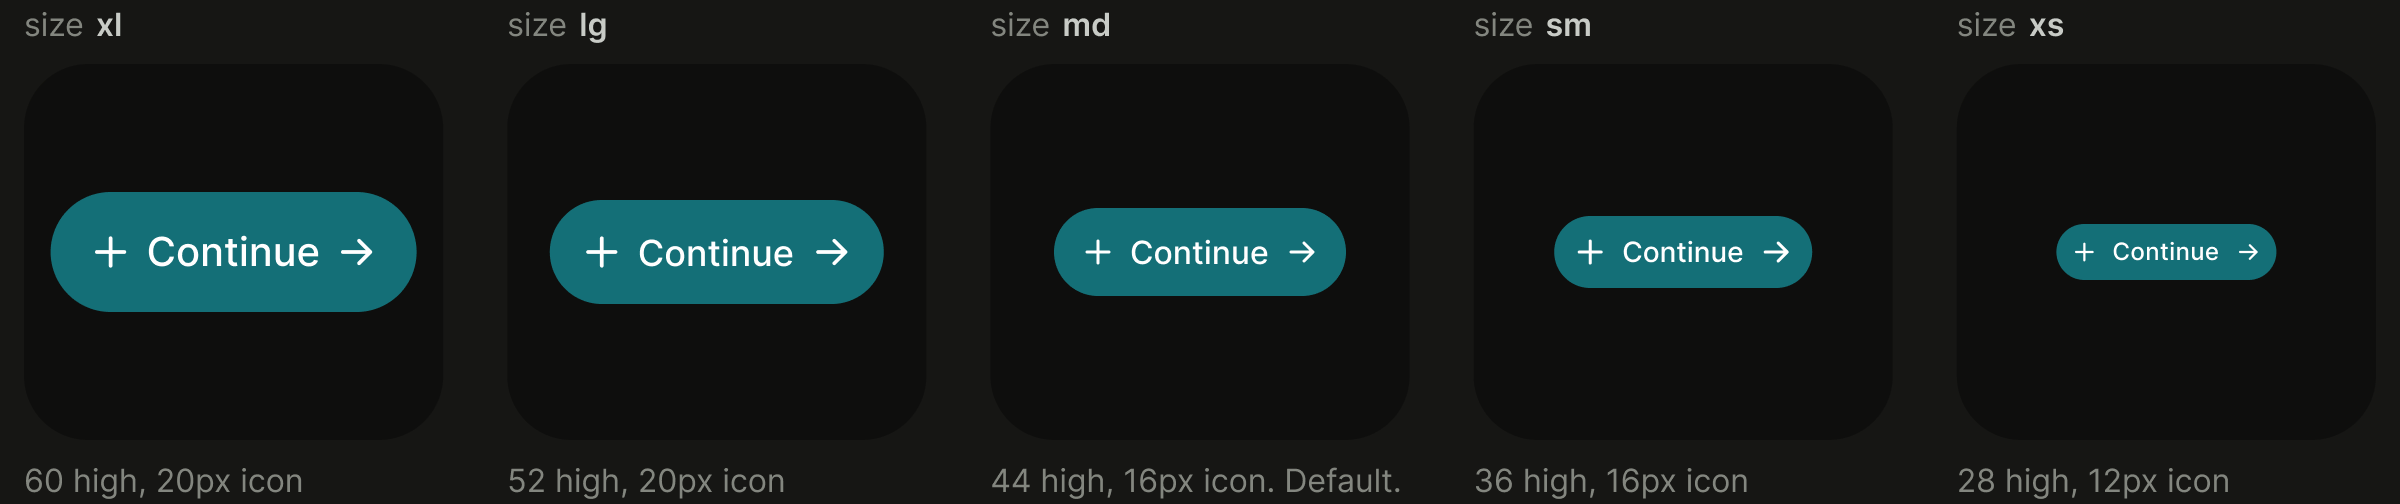 size xl
size lg
size md
size sm
size xs
Continue
Continue
Continue
Continue
Continue
60 high, 20px icon
52 high, 20px icon
44 high, 16px icon. Default.
36 high, 16px icon
28 high, 12px icon